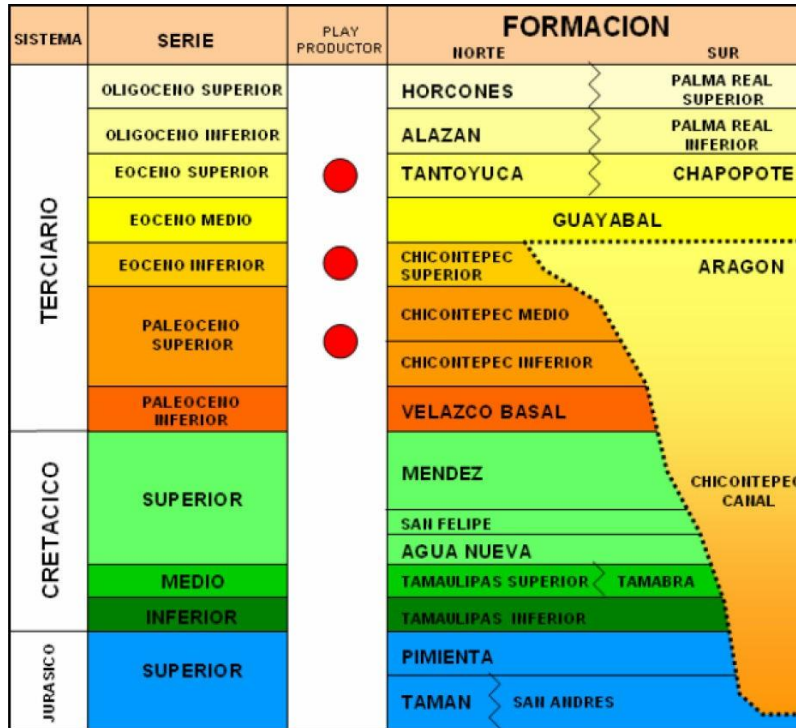 SISTEMA
SERIE
PLAY
PRODUCTOR
FORMACION
NORTE
SUR
TERCIARIO
OLIGOCENO SUPERIOR
HORCONES
PALMA REAL
SUPERIOR
OLIGOCENO INFERIOR
ALAZAN
PALMA REAL
INFERIOR
EOCENO SUPERIOR
TANTOYUCA
CHAPOPOTE
EOCENO MEDIO
GUAYABAL
EOCENO INFERIOR
CHICONTEPEC
SUPERIOR
ARAGON
PALEOCENO
SUPERIOR
CHICONTEPEC MEDIO
CHICONTEPEC INFERIOR
PALEOCENO
INFERIOR
VELAZCO BASAL
CRETACICO
SUPERIOR
MENDEZ
CHICONTEPEC
CANAL
SAN FELIPE
AGUA NUEVA
MEDIO
TAMAULIPAS SUPERIOR
TAMABRA
INFERIOR
TAMAULIPAS INFERIOR
JURASICO
SUPERIOR
PIMIENTA
TAMAN
SAN ANDRES